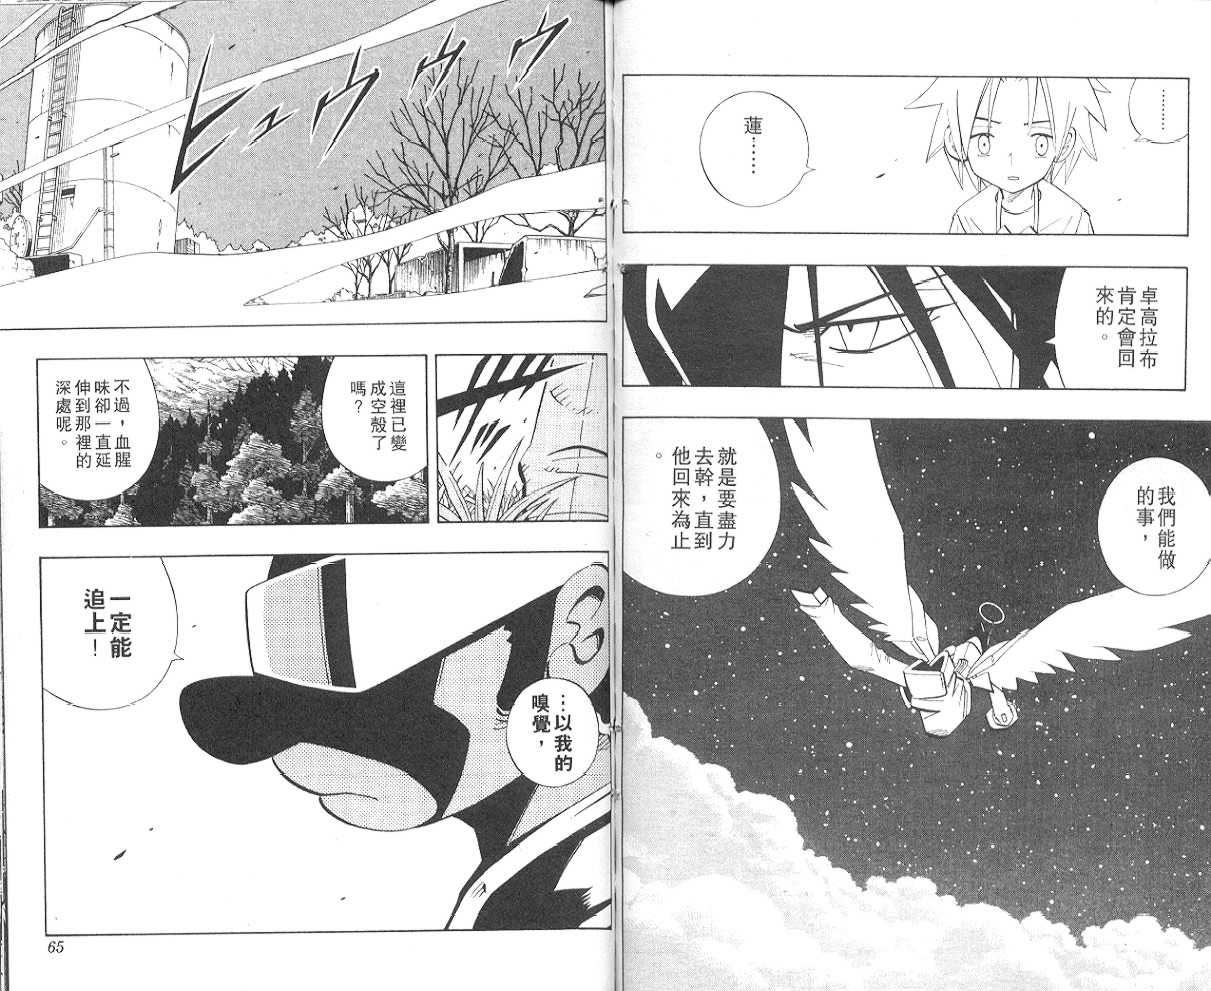 ……
蓮……
卓高拉布
肯定會回
來的。
我們能做
的事，
就是要盡力
去幹，直到
他回來為止
。
ヒュウウウ
這裡已變
成空殼了
嗎？
不過，血腥
味卻一直延
伸到那裡的
深處呢。
…以我的
嗅覺，
一定能
追上！
65